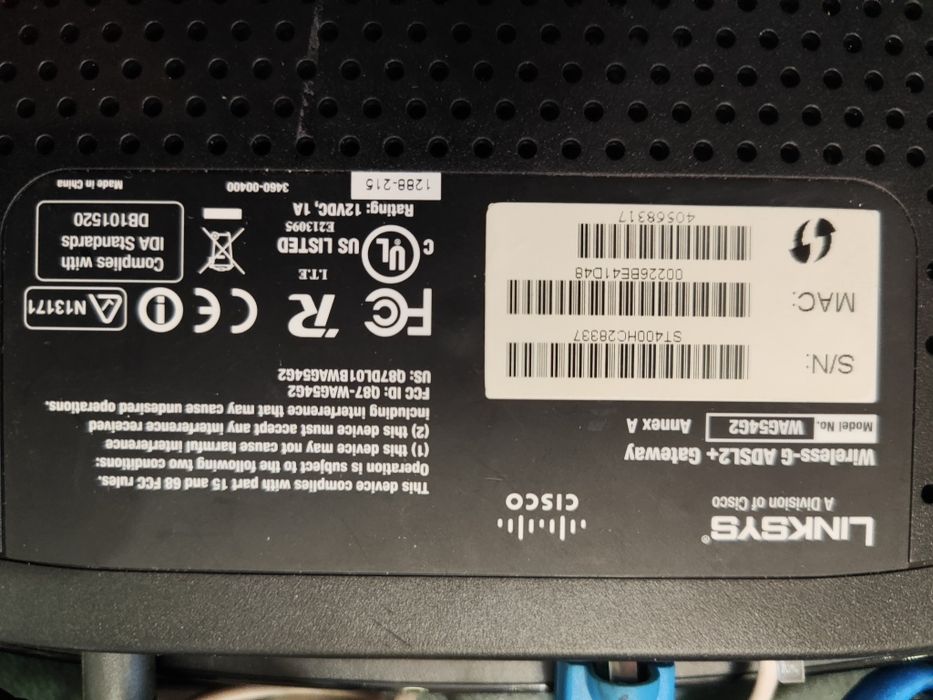 LINKSYS®
A Division of Cisco
CISCO
Wireless-G ADSL2+ Gateway
Model No. WAG54G2 Annex A
S/N:
ST400HC28337
MAC:
00226BE41D48
40568317
This device complies with part 15 and 68 FCC rules.
Operation is subject to the following two conditions:
(1) this device may not cause harmful interference
(2) this device must accept any interference received
including interference that may cause undesired operations.
FCC ID: Q87-WAG54G2
US: Q87DL01BWAG54G2
FC CE N13171
I.T.E
C UL US LISTED
E213095
Rating: 12VDC, 1A
Complies with
IDA Standards
DB101520
1288-215
3460-00400
Made in China